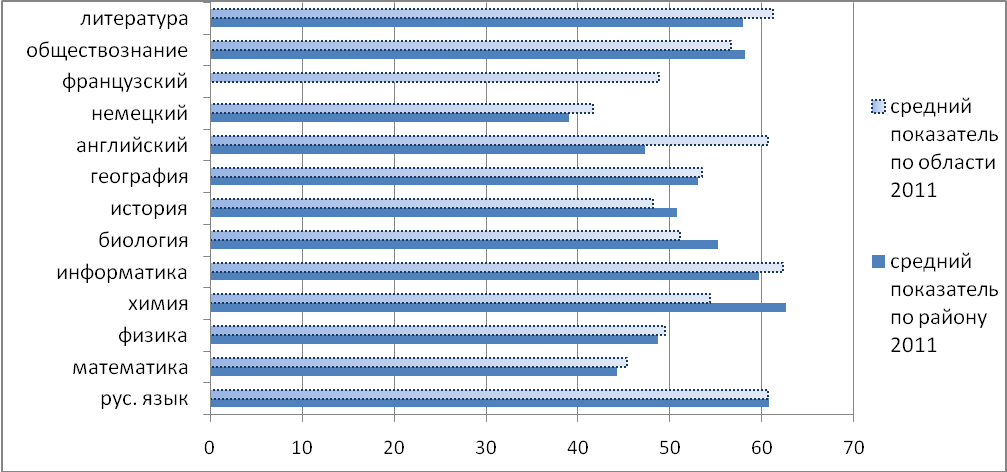 литература
обществознание
французский
немецкий
английский
география
история
биология
информатика
химия
физика
математика
рус. язык
0 10 20 30 40 50 60 70
средний
показатель
по области
2011
средний
показатель
по району
2011